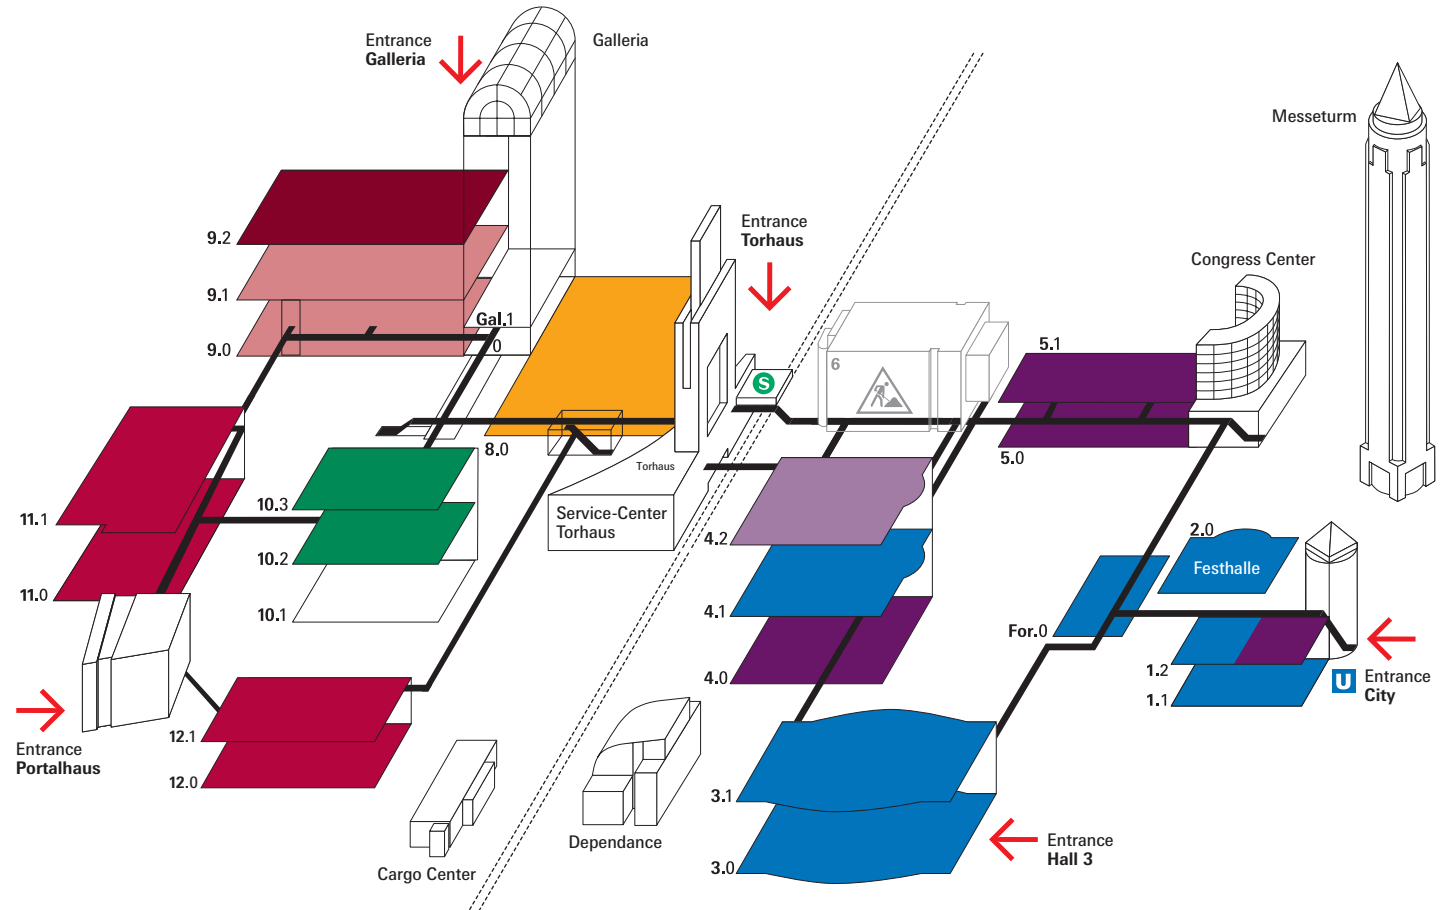 Entrance
Galleria
Galleria
Messeturm
Entrance
Torhaus
Congress Center
9.2
9.1
9.0
Gal.1
0
S
6
5.1
5.0
8.0
Torhaus
Service-Center
Torhaus
11.1
11.0
10.3
10.2
10.1
4.2
4.1
4.0
2.0
Festhalle
For.0
1.2
1.1
U
Entrance
City
Entrance
Portalhaus
12.1
12.0
3.1
3.0
Dependance
Cargo Center
Entrance
Hall 3